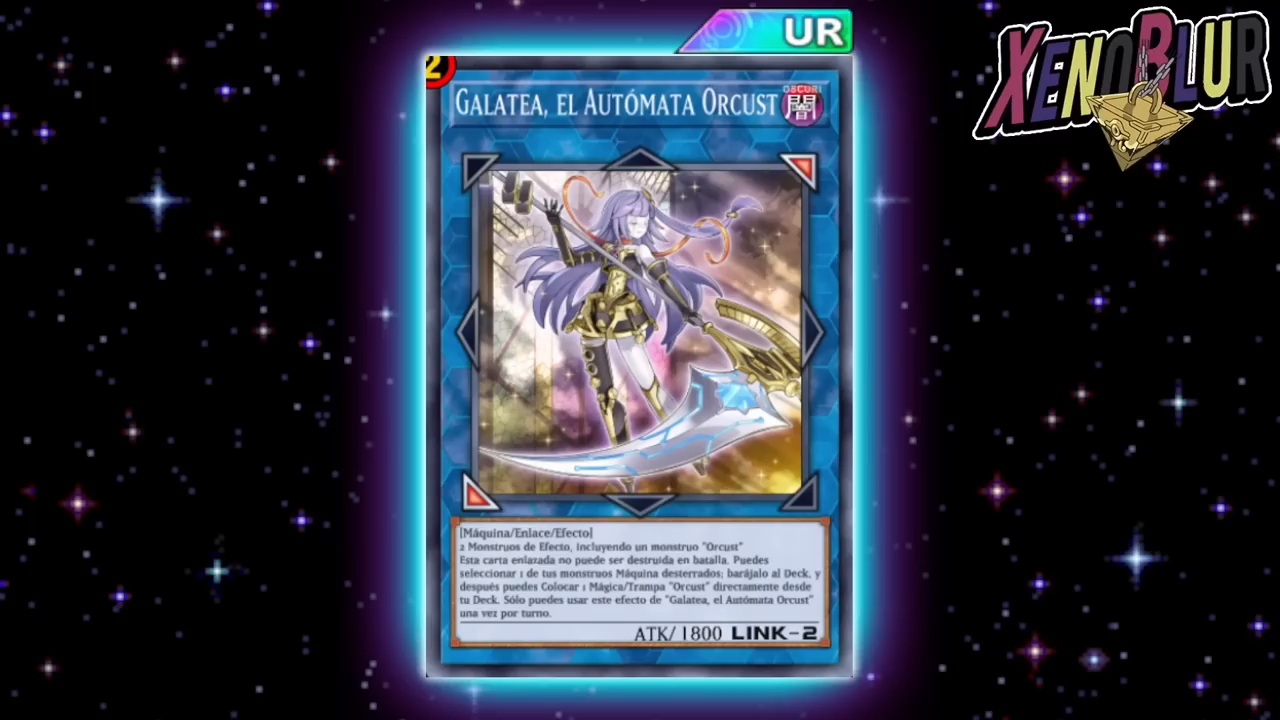 UR
XENOBLUR
2
GALATEA, EL AUTÓMATA ORCUST
OSCURI
闇
[Máquina/Enlace/Efecto]
2 Monstruos de Efecto, incluyendo un monstruo "Orcust"
Esta carta enlazada no puede ser destruida en batalla. Puedes
seleccionar 1 de tus monstruos Máquina desterrados; barájalo al Deck, y
después puedes Colocar 1 Mágica/Trampa "Orcust" directamente desde
tu Deck. Sólo puedes usar este efecto de "Galatea, el Autómata Orcust"
una vez por turno.
ATK/ 1800 LINK-2